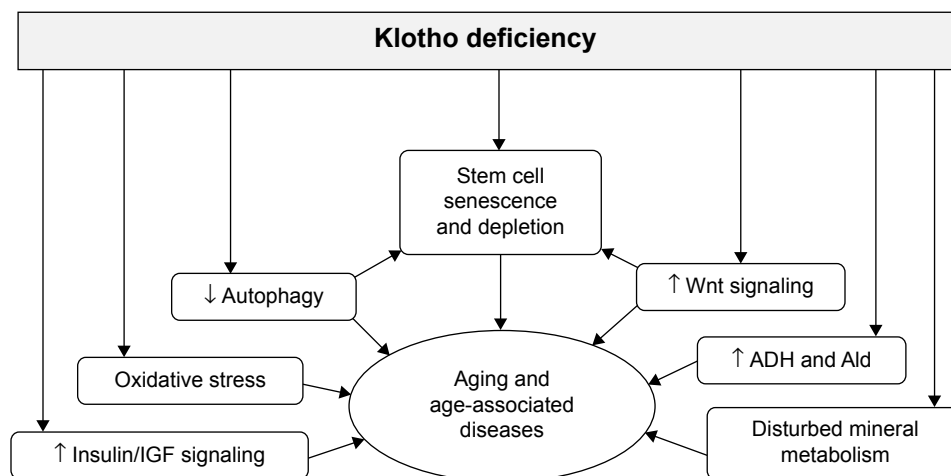 Klotho deficiency
Stem cell
senescence
and depletion
↓ Autophagy
↑ Wnt signaling
Oxidative stress
Aging and
age-associated
diseases
↑ ADH and Ald
↑ Insulin/IGF signaling
Disturbed mineral
metabolism